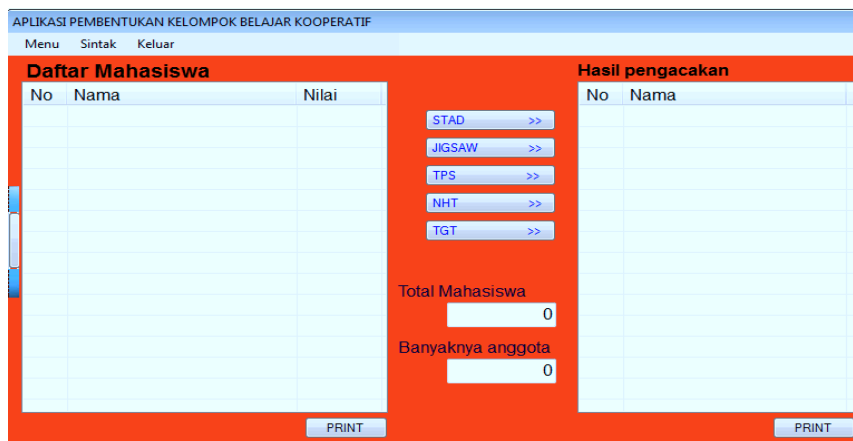 APLIKASI PEMBENTUKAN KELOMPOK BELAJAR KOOPERATIF
Menu Sintak Keluar
Daftar Mahasiswa
No Nama Nilai
STAD >>
JIGSAW >>
TPS >>
NHT >>
TGT >>
Total Mahasiswa
0
Banyaknya anggota
0
PRINT
Hasil pengacakan
No Nama
PRINT